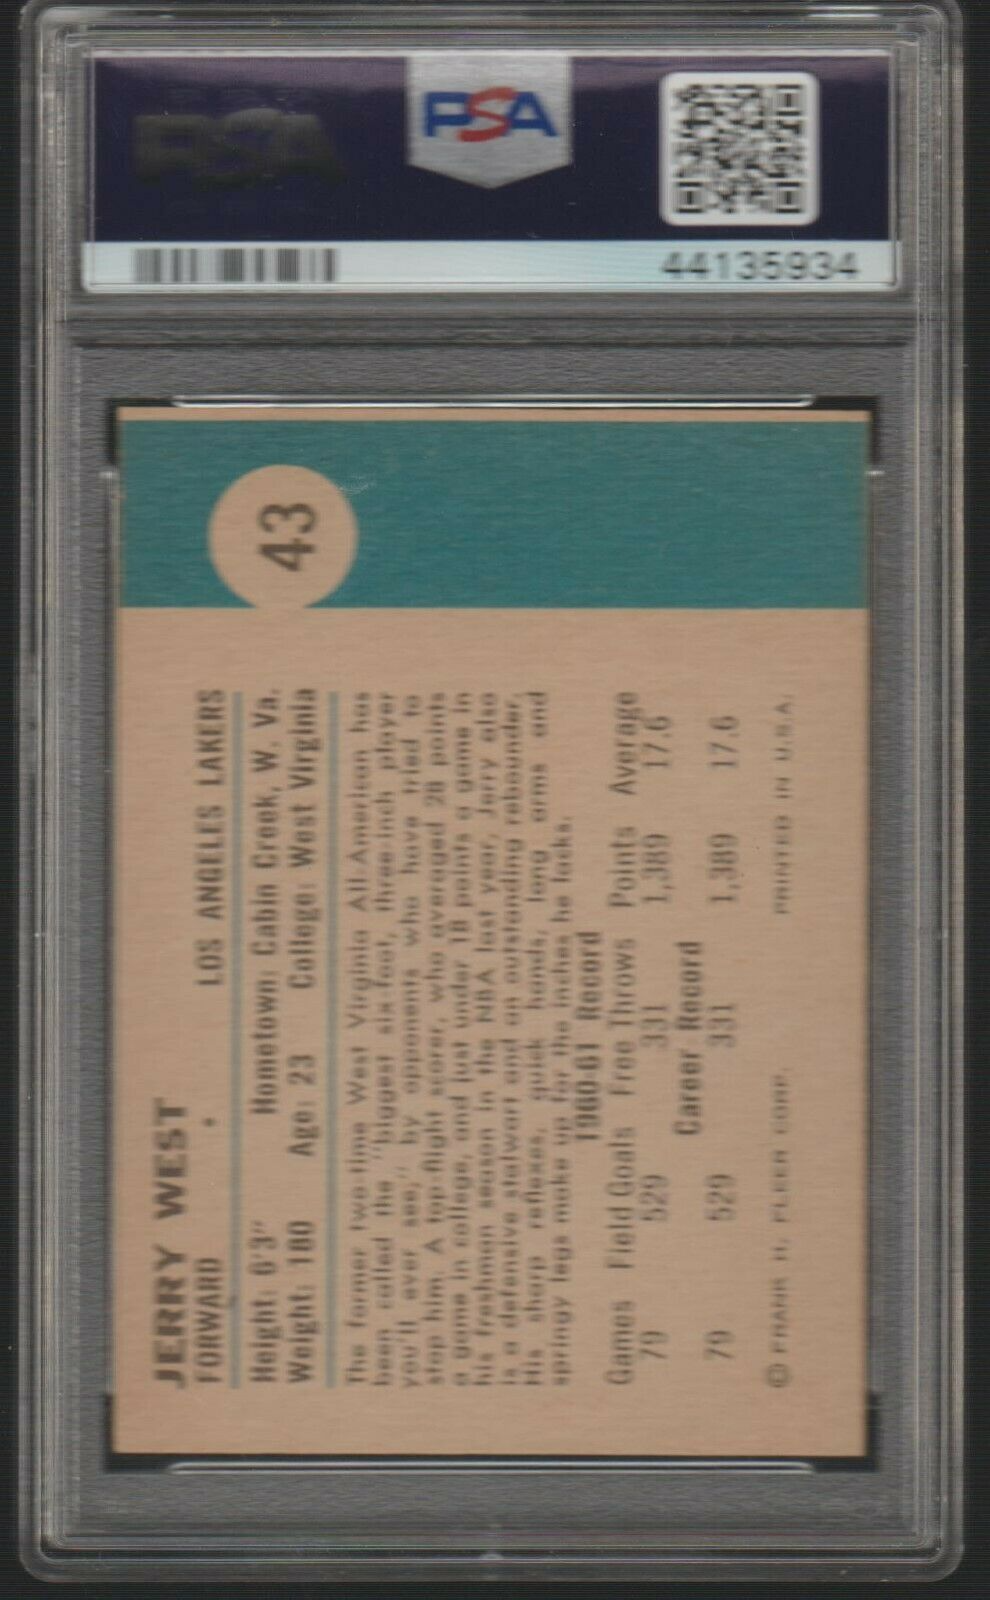 PSA
PSA
44135934
43
JERRY WEST
FORWARD LOS ANGELES LAKERS
Height: 6'3" Hometown: Cabin Creek, W. Va.
Weight: 180 Age: 23 College: West Virginia
The former two-time West Virginia All-American has
been called the "biggest six-foot, three-inch player
you'll ever see," by opponents who have tried to
stop him. A top-flight scorer, who averaged 28 points
a game in college, and just under 18 points a game in
his freshman season in the NBA last year, Jerry also
is a defensive stalwart and an outstanding rebounder.
His sharp reflexes, quick hands, long arms and
springy legs make up for the inches he lacks.
1960-61 Record
Games Field Goals Free Throws Points Average
79 529 331 1,389 17.6
Career Record
79 529 331 1,389 17.6
© FRANK H. FLEER CORP. PRINTED IN U.S.A.